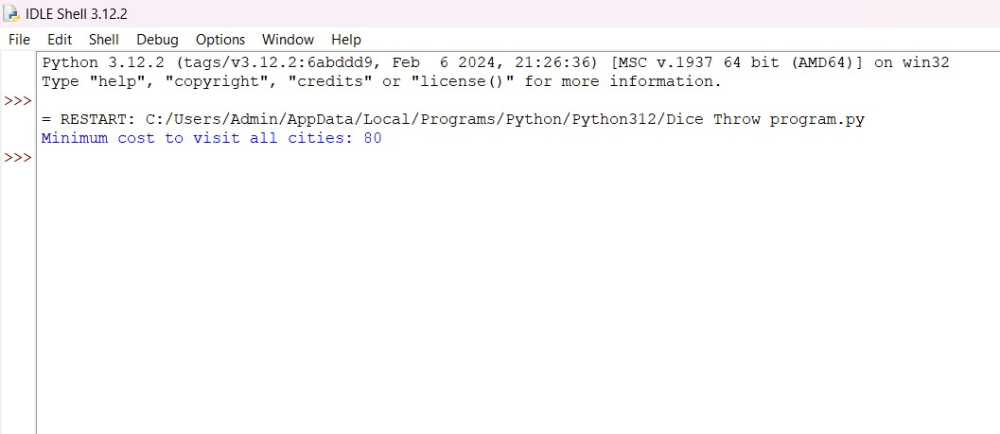 IDLE Shell 3.12.2
File Edit Shell Debug Options Window Help
Python 3.12.2 (tags/v3.12.2:6abddd9, Feb  6 2024, 21:26:36) [MSC v.1937 64 bit (AMD64)] on win32
Type "help", "copyright", "credits" or "license()" for more information.
>>>
= RESTART: C:/Users/Admin/AppData/Local/Programs/Python/Python312/Dice Throw program.py
Minimum cost to visit all cities: 80
>>>